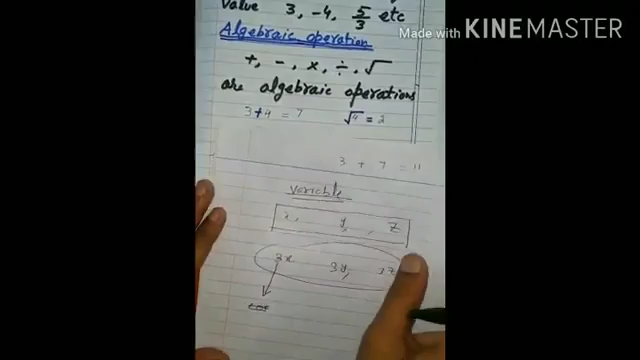 value 3, -4, 5/3 etc
Made with KINEMASTER
Algebraic operation
+, -, ×, ÷, √
are algebraic operations
3+4 = 7 √4 = 2
3 + 7 = 11
variable
x, y, z
3x 3y,